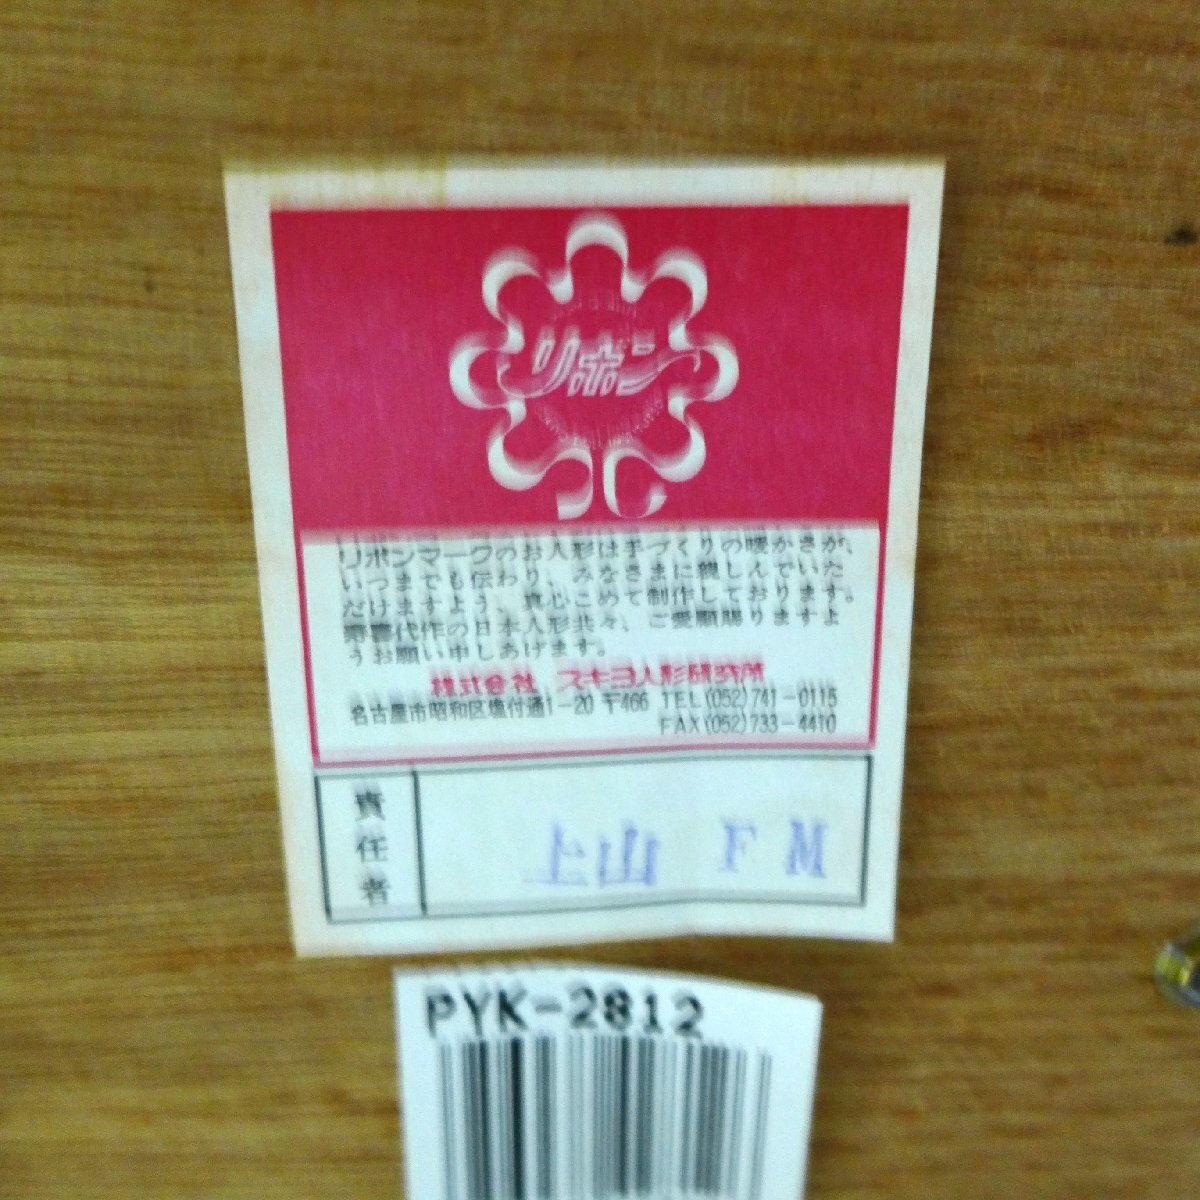 リボン
リボンマークのお人形は手づくりの暖かさが、
いつまでも伝わり、みなさまに親しんでいた
だけますよう、真心こめて制作しております。
寿喜代作の日本人形共々、ご愛顧賜りますよ
うお願い申しあげます。
株式会社 スキヨ人形研究所
名古屋市昭和区塩付通1-20 〒466 TEL(052)741-0115
FAX(052)733-4410
責任者
上山 FM
PYK-2812